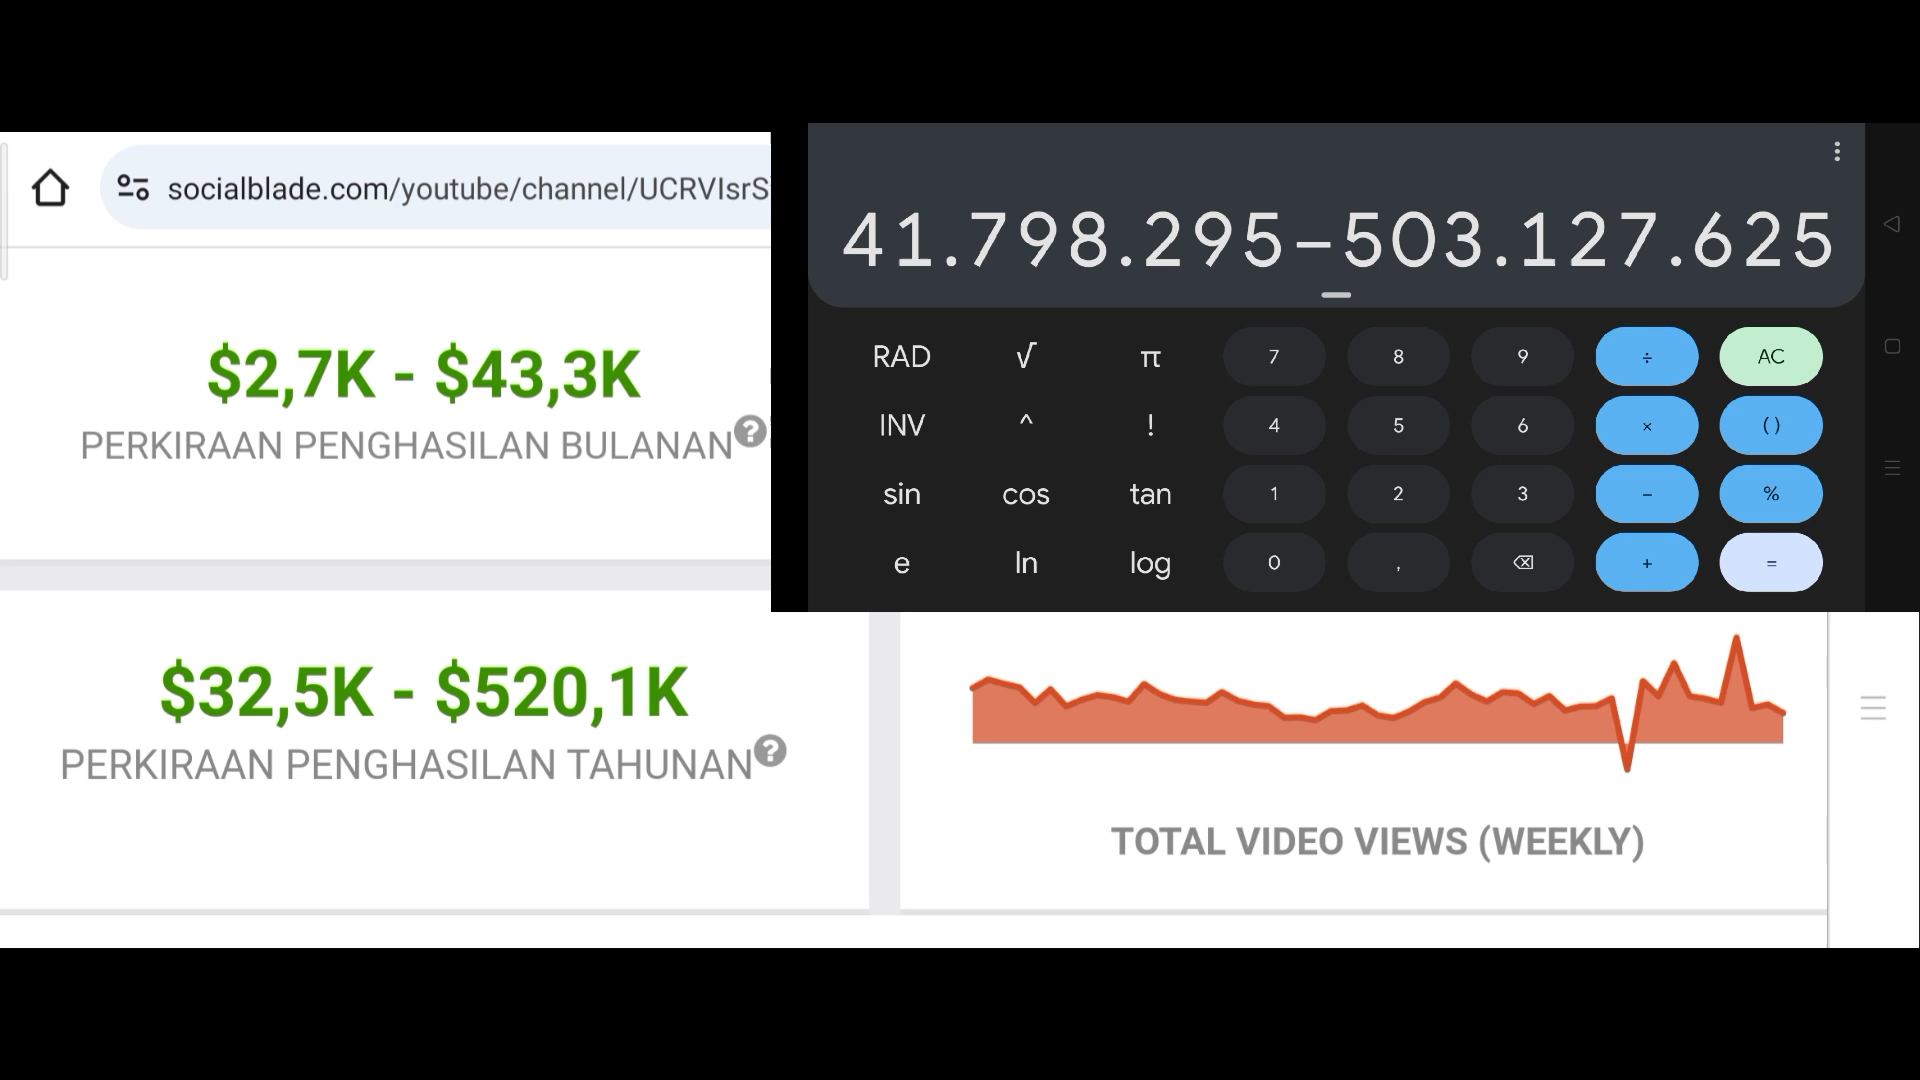 socialblade.com/youtube/channel/UCRVIsrS
$2,7K - $43,3K
PERKIRAAN PENGHASILAN BULANAN?
$32,5K - $520,1K
PERKIRAAN PENGHASILAN TAHUNAN?
41.798.295–503.127.625
RAD √ π 7 8 9 ÷ AC
INV ^ ! 4 5 6 × ( )
sin cos tan 1 2 3 − %
e ln log 0 , + =
TOTAL VIDEO VIEWS (WEEKLY)